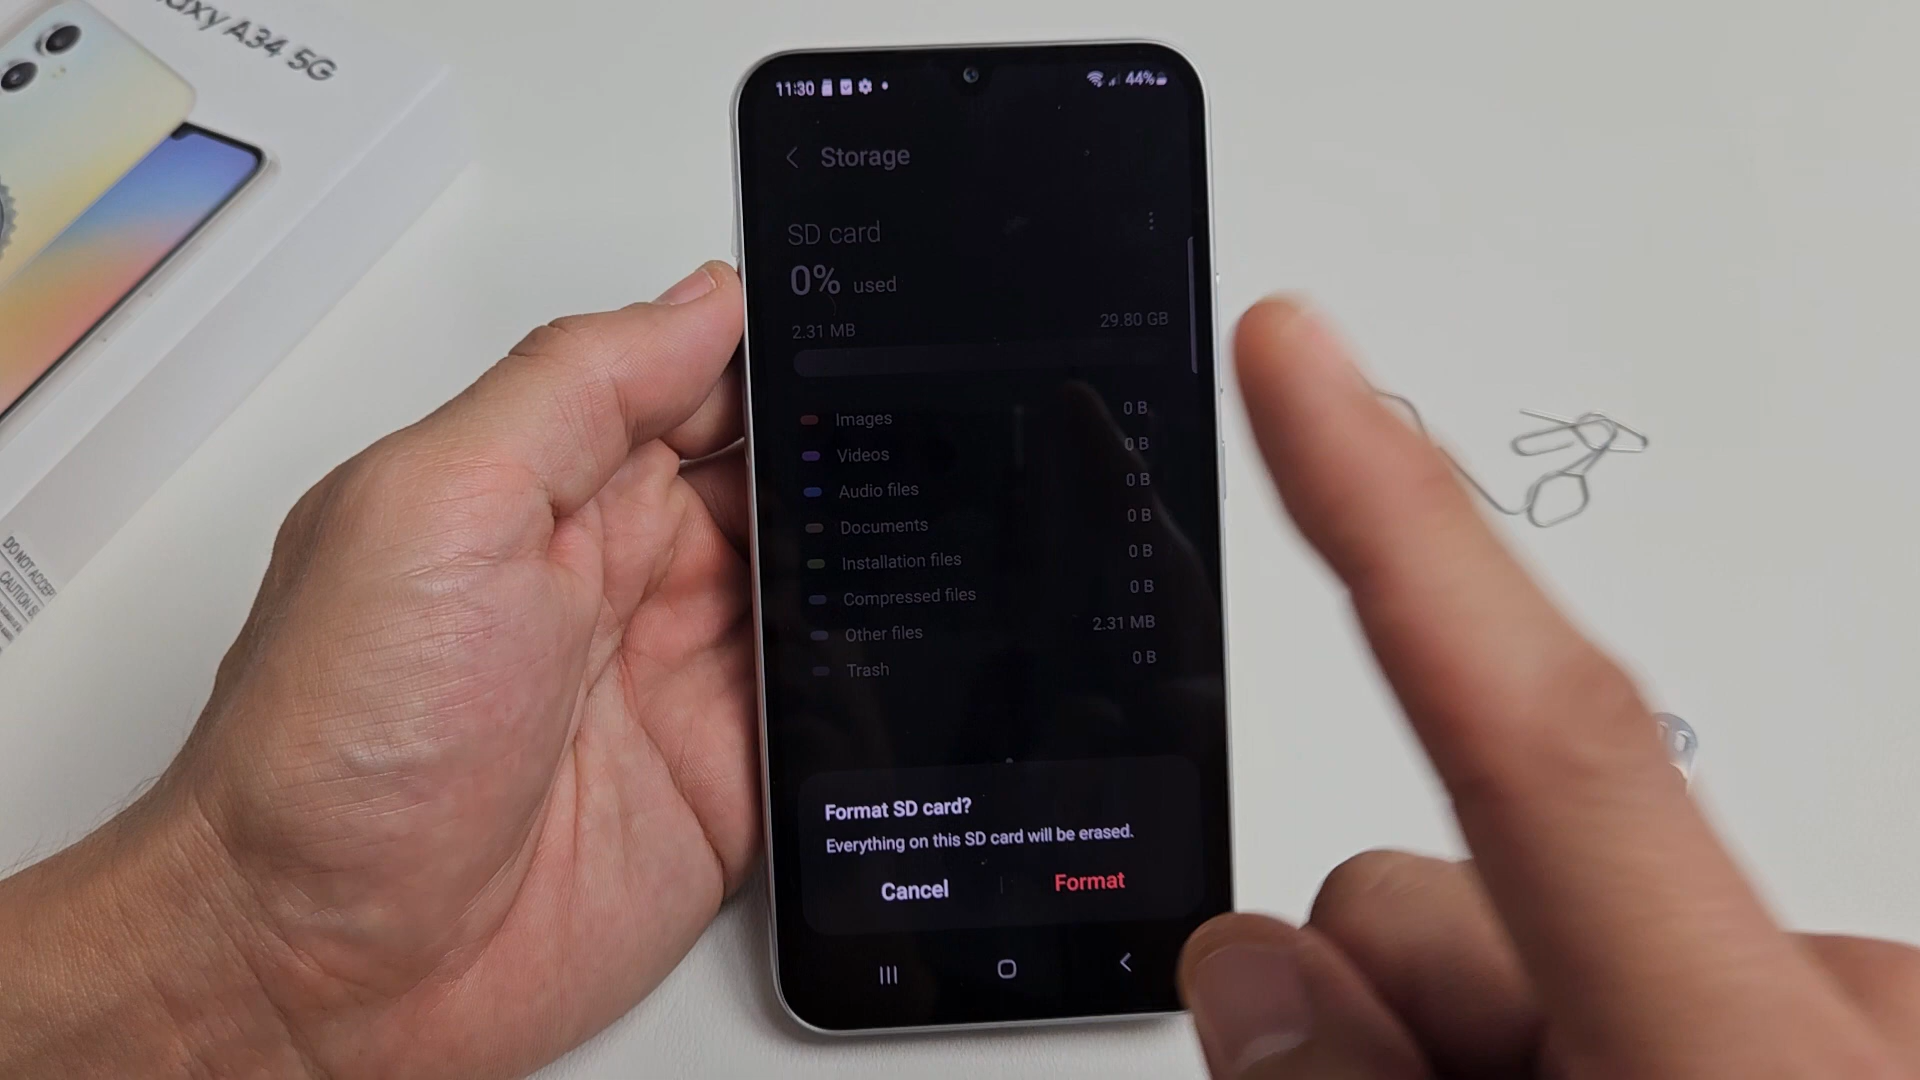 A34 5G
DO NOT ACCEP
CAUTION S
11:30
44%
Storage
SD card
0% used
2.31 MB 29.80 GB
Images 0 B
Videos 0 B
Audio files 0 B
Documents 0 B
Installation files 0 B
Compressed files 0 B
Other files 2.31 MB
Trash 0 B
Format SD card?
Everything on this SD card will be erased.
Cancel Format